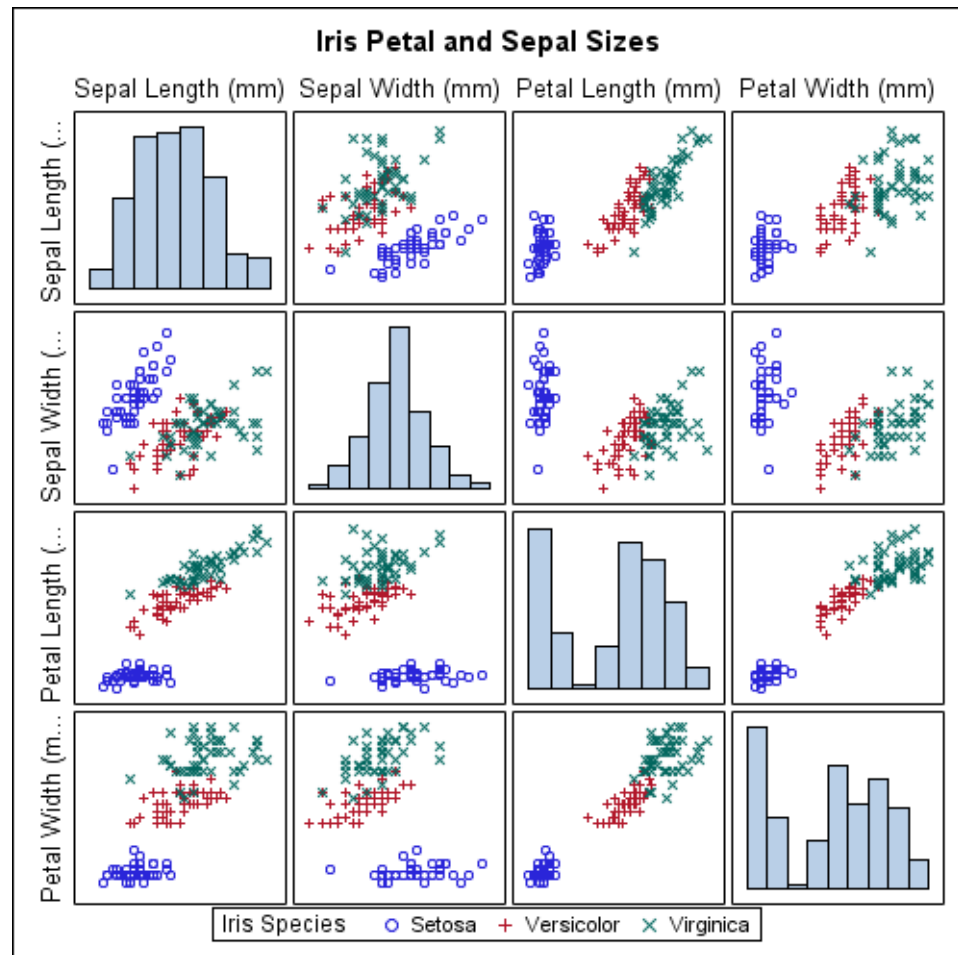 Iris Petal and Sepal Sizes
Sepal Length (mm) Sepal Width (mm) Petal Length (mm) Petal Width (mm)
Sepal Length (...
Sepal Width (...
Petal Length (...
Petal Width (m...
Iris Species Setosa Versicolor Virginica